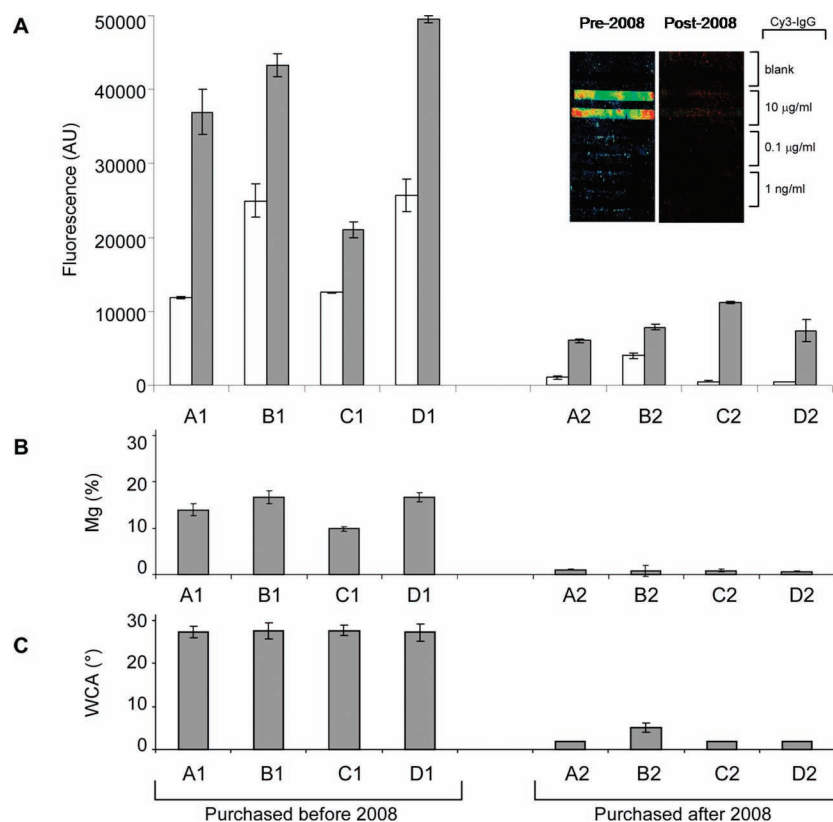 A
50000
40000
30000
20000
10000
0
Fluorescence (AU)
Pre-2008 Post-2008 Cy3-IgG
blank
10 μg/ml
0.1 μg/ml
1 ng/ml
A1 B1 C1 D1 A2 B2 C2 D2
B
30
20
10
0
Mg (%)
A1 B1 C1 D1 A2 B2 C2 D2
C
30
20
10
0
WCA (°)
A1 B1 C1 D1 A2 B2 C2 D2
Purchased before 2008 Purchased after 2008